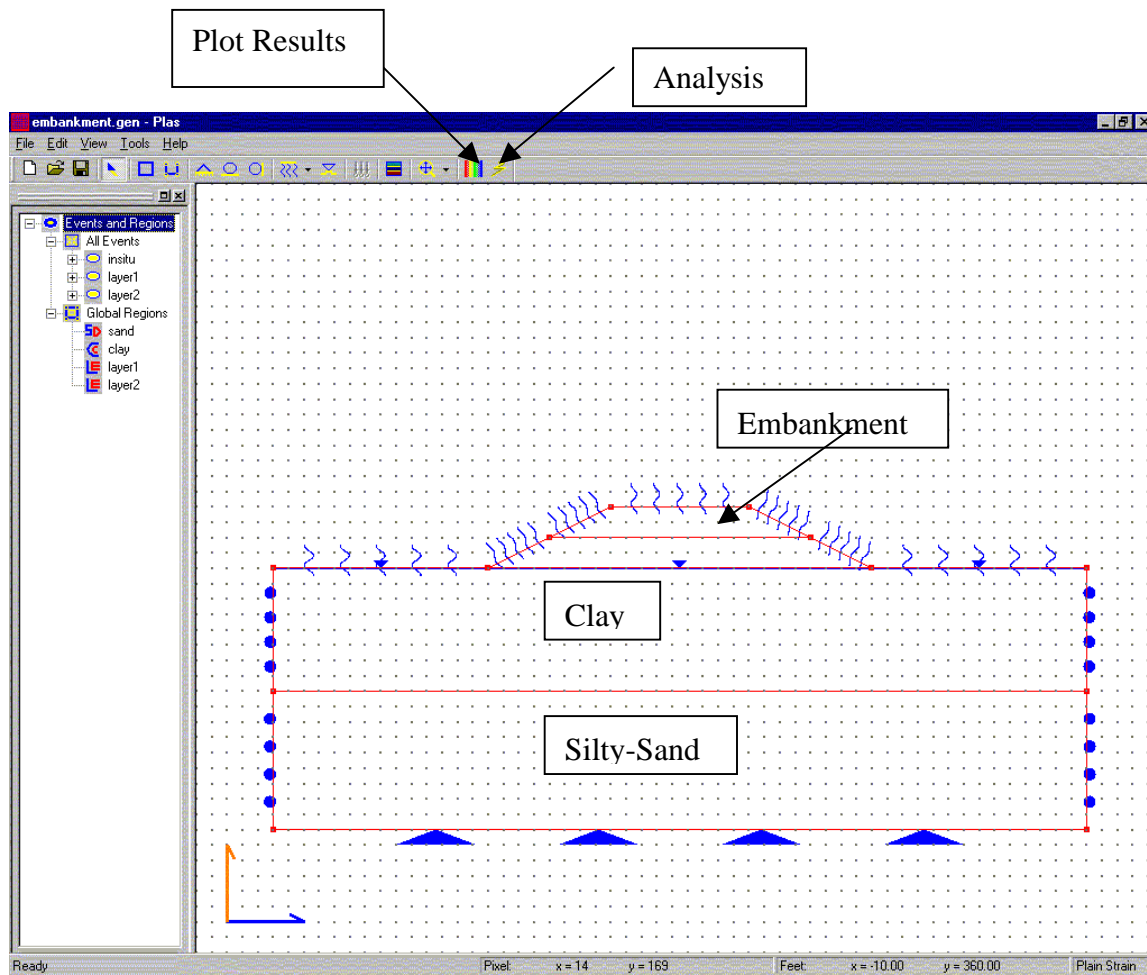 Plot Results
Analysis
embankment.gen - Plas
File Edit View Tools Help
Events and Regions
All Events
insitu
layer1
layer2
Global Regions
sand
clay
layer1
layer2
Embankment
Clay
Silty-Sand
Ready Pixel: x = 14 y = 169 Feet: x = -10.00 y = 360.00 Plain Strain